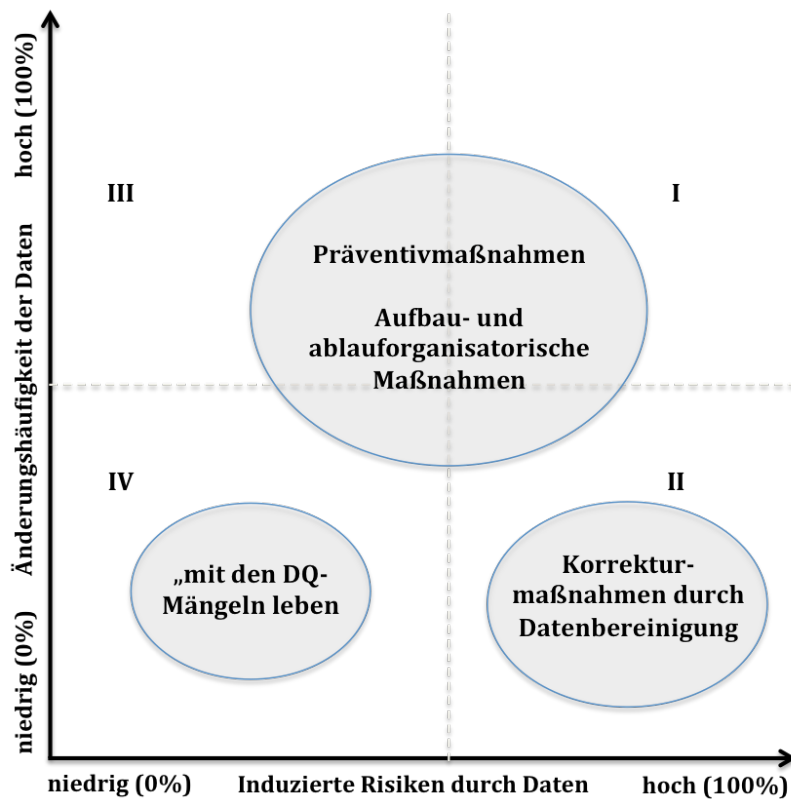 hoch (100%)
Änderungshäufigkeit der Daten
niedrig (0%)
III
I
Präventivmaßnahmen
Aufbau- und
ablauforganisatorische
Maßnahmen
IV
II
„mit den DQ-
Mängeln leben
Korrektur-
maßnahmen durch
Datenbereinigung
niedrig (0%)
Induzierte Risiken durch Daten
hoch (100%)